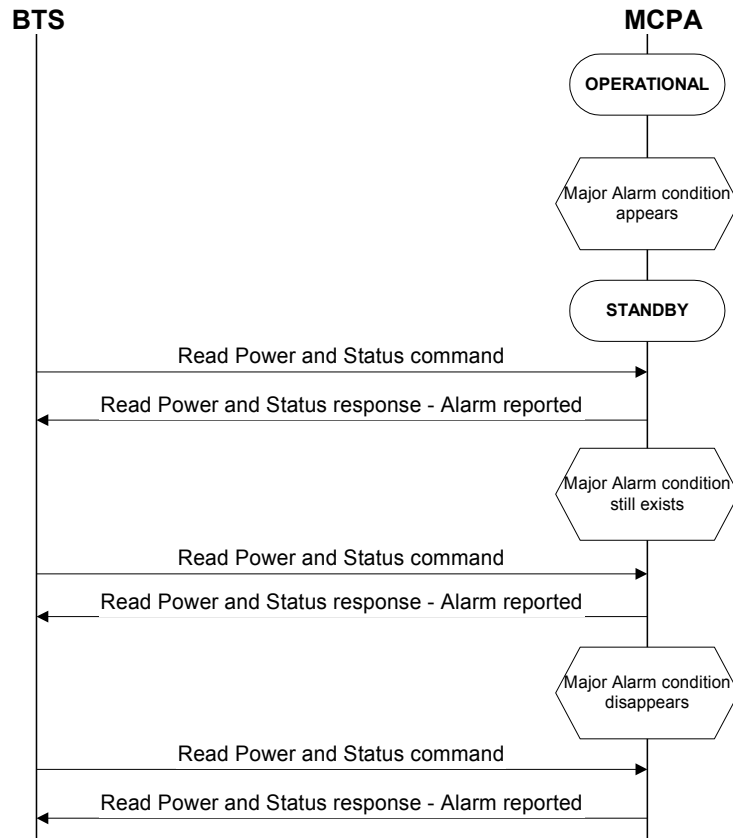 BTS
MCPA
OPERATIONAL
Major Alarm condition
appears
STANDBY
Read Power and Status command
Read Power and Status response - Alarm reported
Major Alarm condition
still exists
Read Power and Status command
Read Power and Status response - Alarm reported
Major Alarm condition
disappears
Read Power and Status command
Read Power and Status response - Alarm reported